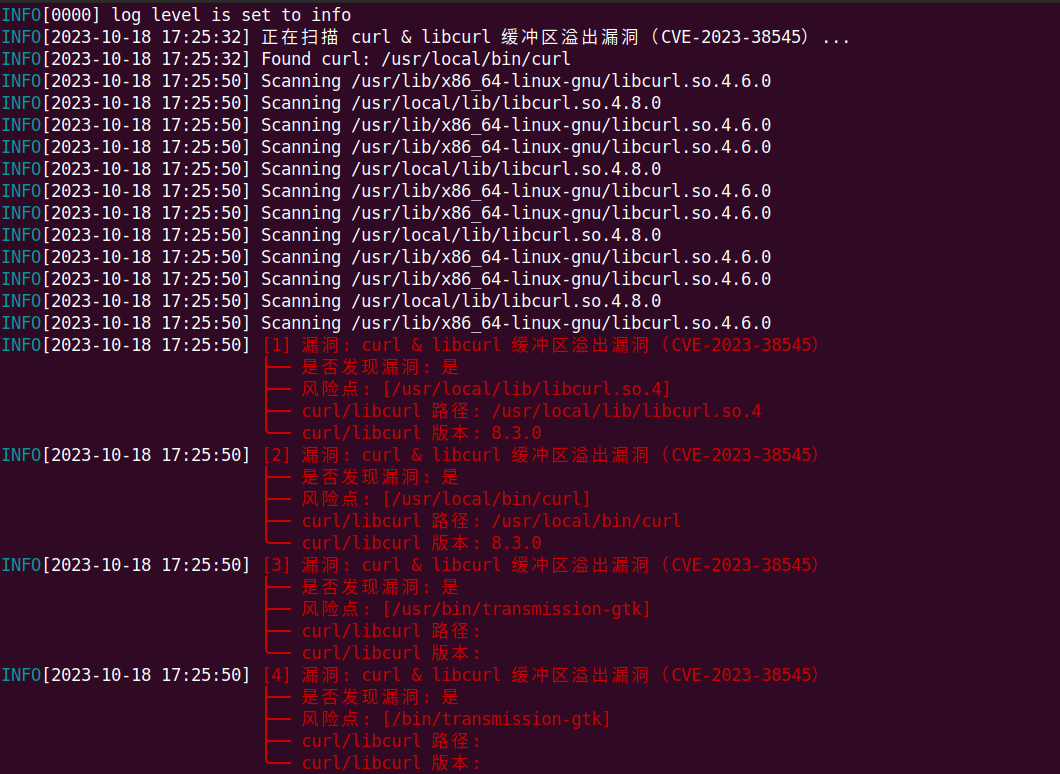 INFO[0000] log level is set to info
INFO[2023-10-18 17:25:32] 正在扫描 curl & libcurl 缓冲区溢出漏洞（CVE-2023-38545）...
INFO[2023-10-18 17:25:32] Found curl: /usr/local/bin/curl
INFO[2023-10-18 17:25:50] Scanning /usr/lib/x86_64-linux-gnu/libcurl.so.4.6.0
INFO[2023-10-18 17:25:50] Scanning /usr/local/lib/libcurl.so.4.8.0
INFO[2023-10-18 17:25:50] Scanning /usr/lib/x86_64-linux-gnu/libcurl.so.4.6.0
INFO[2023-10-18 17:25:50] Scanning /usr/lib/x86_64-linux-gnu/libcurl.so.4.6.0
INFO[2023-10-18 17:25:50] Scanning /usr/local/lib/libcurl.so.4.8.0
INFO[2023-10-18 17:25:50] Scanning /usr/lib/x86_64-linux-gnu/libcurl.so.4.6.0
INFO[2023-10-18 17:25:50] Scanning /usr/lib/x86_64-linux-gnu/libcurl.so.4.6.0
INFO[2023-10-18 17:25:50] Scanning /usr/local/lib/libcurl.so.4.8.0
INFO[2023-10-18 17:25:50] Scanning /usr/lib/x86_64-linux-gnu/libcurl.so.4.6.0
INFO[2023-10-18 17:25:50] Scanning /usr/lib/x86_64-linux-gnu/libcurl.so.4.6.0
INFO[2023-10-18 17:25:50] Scanning /usr/local/lib/libcurl.so.4.8.0
INFO[2023-10-18 17:25:50] Scanning /usr/lib/x86_64-linux-gnu/libcurl.so.4.6.0
INFO[2023-10-18 17:25:50] [1] 漏洞: curl & libcurl 缓冲区溢出漏洞（CVE-2023-38545）
├── 是否发现漏洞: 是
├── 风险点: [/usr/local/lib/libcurl.so.4]
├── curl/libcurl 路径: /usr/local/lib/libcurl.so.4
╰── curl/libcurl 版本: 8.3.0
INFO[2023-10-18 17:25:50] [2] 漏洞: curl & libcurl 缓冲区溢出漏洞（CVE-2023-38545）
├── 是否发现漏洞: 是
├── 风险点: [/usr/local/bin/curl]
├── curl/libcurl 路径: /usr/local/bin/curl
╰── curl/libcurl 版本: 8.3.0
INFO[2023-10-18 17:25:50] [3] 漏洞: curl & libcurl 缓冲区溢出漏洞（CVE-2023-38545）
├── 是否发现漏洞: 是
├── 风险点: [/usr/bin/transmission-gtk]
├── curl/libcurl 路径:
╰── curl/libcurl 版本:
INFO[2023-10-18 17:25:50] [4] 漏洞: curl & libcurl 缓冲区溢出漏洞（CVE-2023-38545）
├── 是否发现漏洞: 是
├── 风险点: [/bin/transmission-gtk]
├── curl/libcurl 路径:
╰── curl/libcurl 版本: